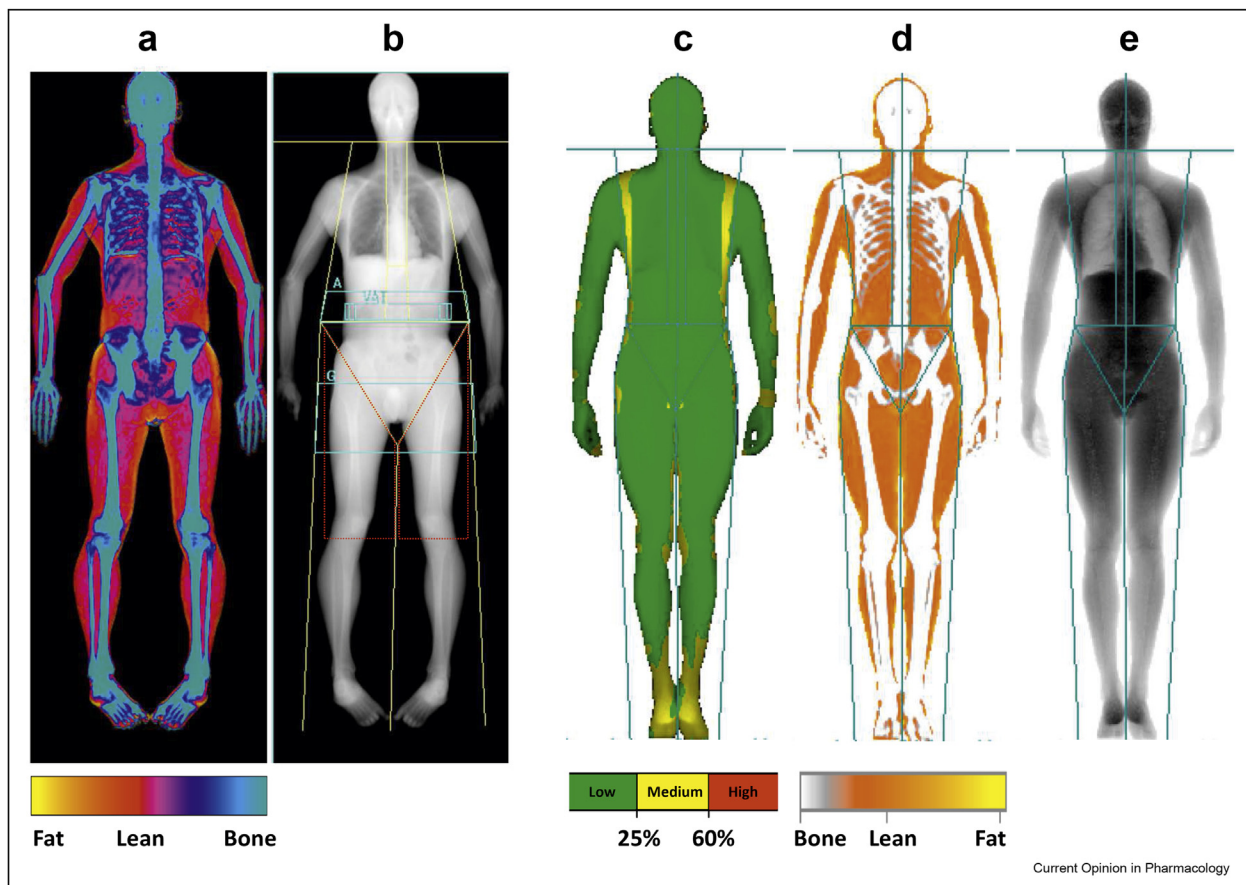 a b c d e
A
VAT
G
Low Medium High
Fat Lean Bone
25% 60%
Bone Lean Fat
Current Opinion in Pharmacology